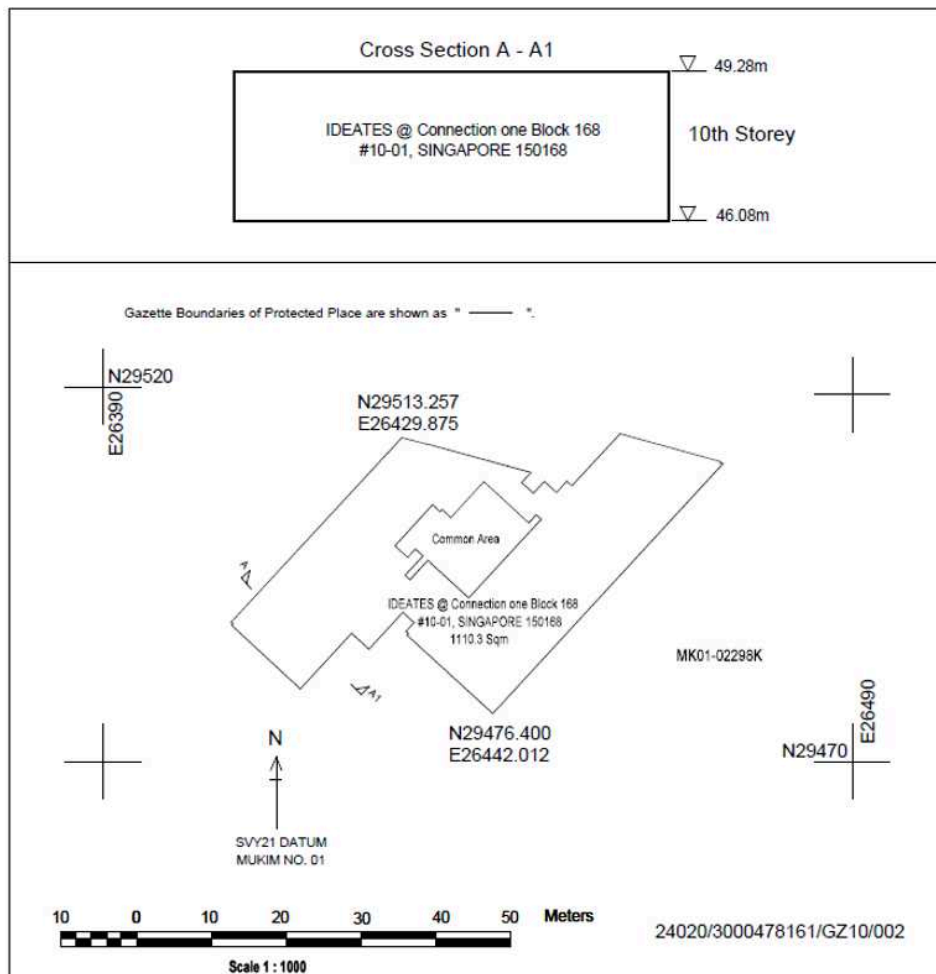 Cross Section A - A1
49.28m
IDEATES @ Connection one Block 168
#10-01, SINGAPORE 150168
10th Storey
46.08m
Gazette Boundaries of Protected Place are shown as " ——— ".
N29520
E26390
N29513.257
E26429.875
Common Area
A
IDEATES @ Connection one Block 168
#10-01, SINGAPORE 150168
1110.3 Sqm
MK01-02298K
A1
N29476.400
E26442.012
E26490
N29470
N
SVY21 DATUM
MUKIM NO. 01
10 0 10 20 30 40 50 Meters
24020/3000478161/GZ10/002
Scale 1 : 1000